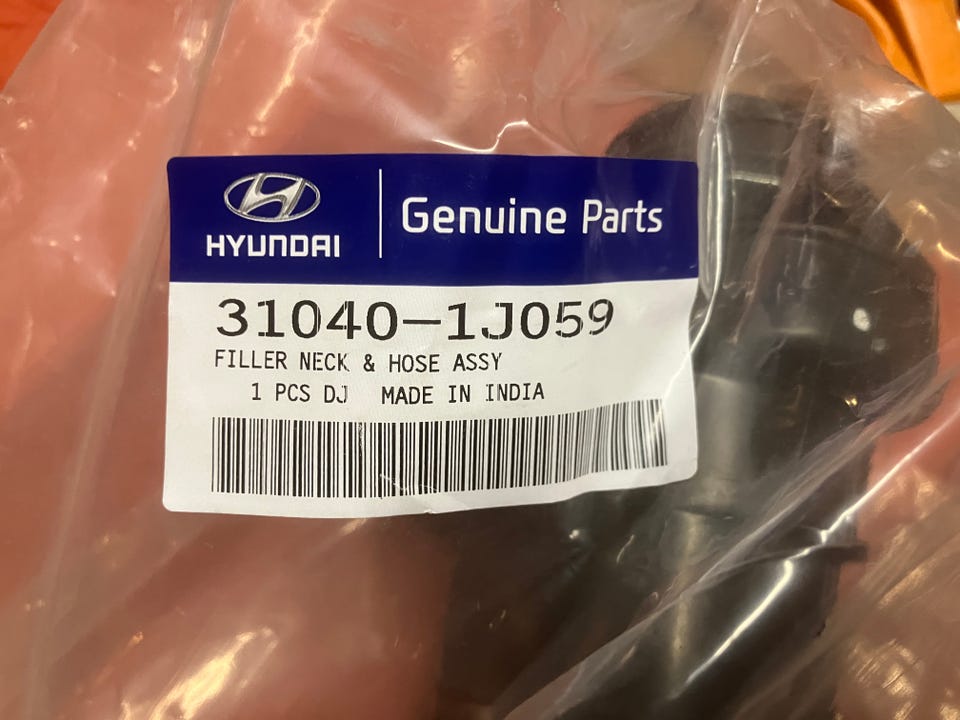 HYUNDAI
Genuine Parts
31040-1J059
FILLER NECK & HOSE ASSY
1 PCS DJ MADE IN INDIA